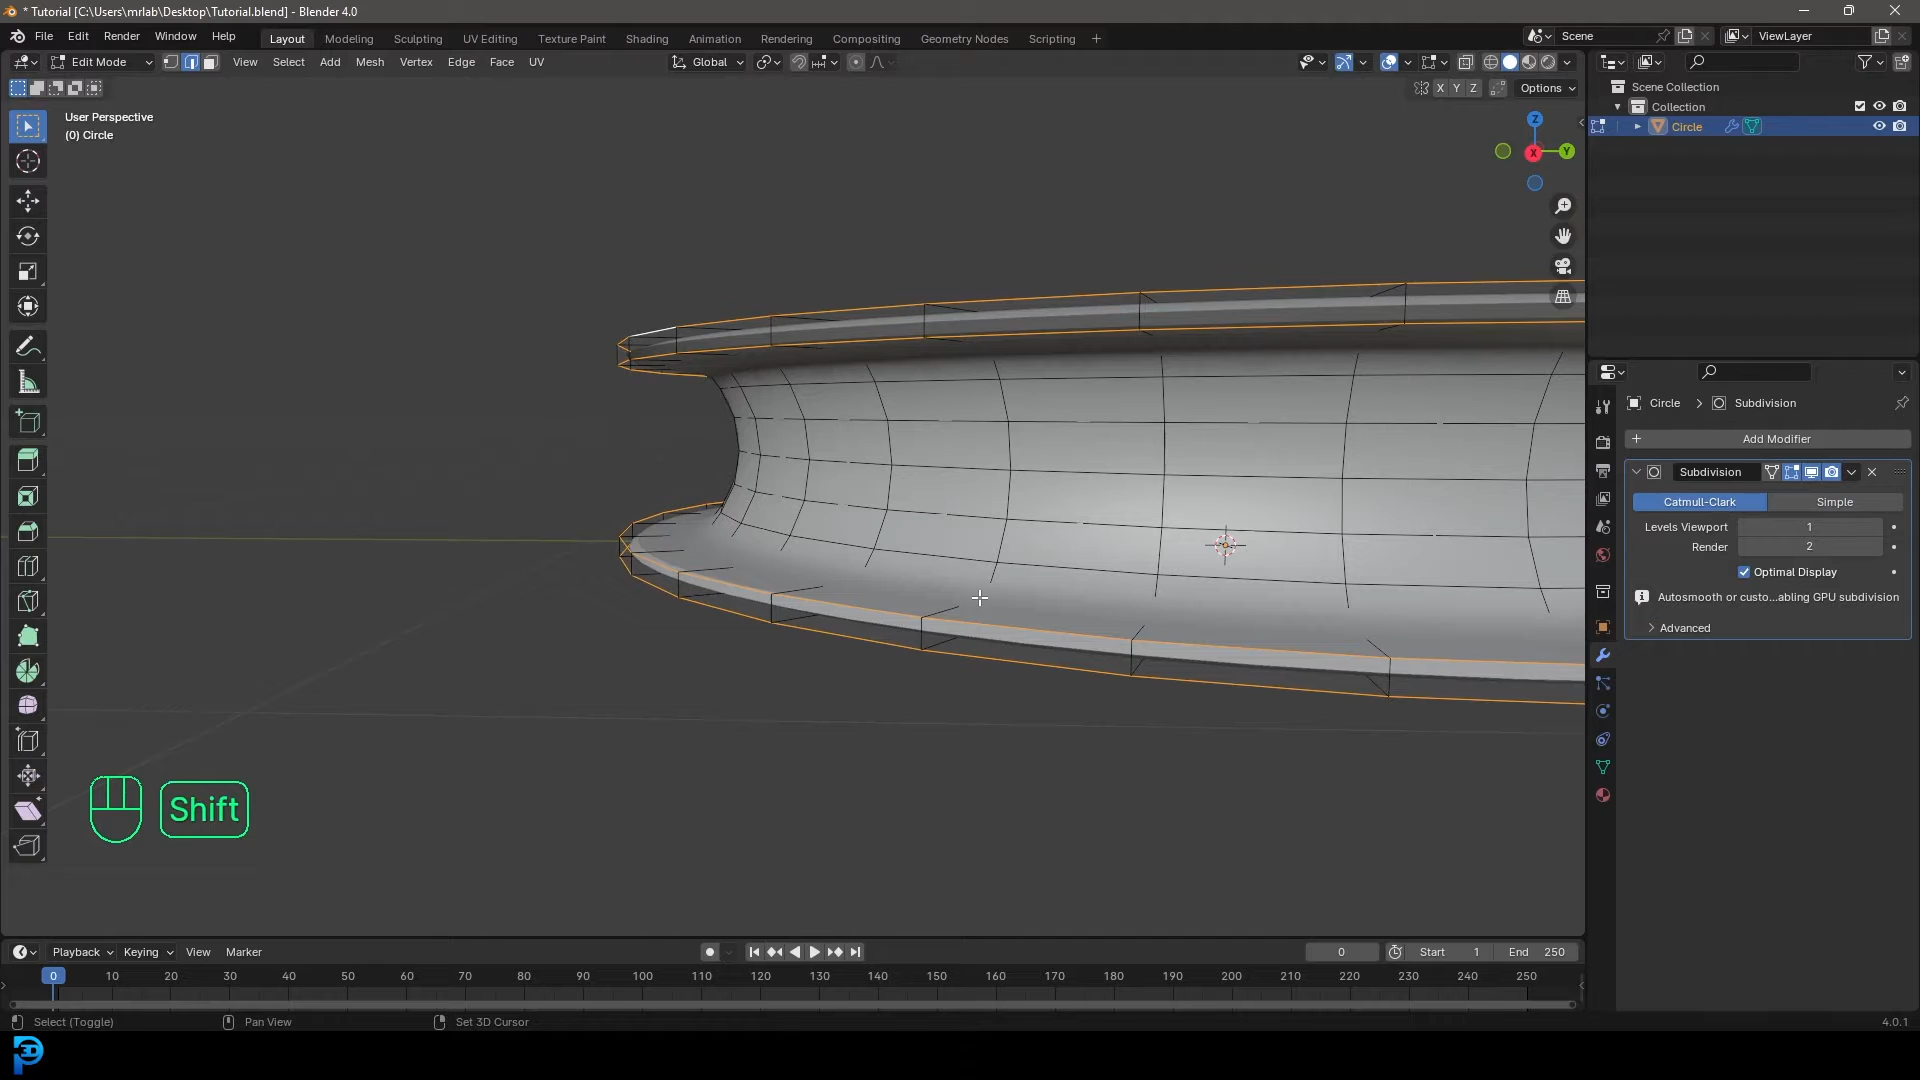 * Tutorial [C:\Users\mrlab\Desktop\Tutorial.blend] - Blender 4.0
File Edit Render Window Help Layout Modeling Sculpting UV Editing Texture Paint Shading Animation Rendering Compositing Geometry Nodes Scripting + Scene ViewLayer
Edit Mode View Select Add Mesh Vertex Edge Face UV Global
X Y Z Options
User Perspective
(0) Circle
Z
X
Y
Scene Collection
Collection
Circle
Circle > Subdivision
+ Add Modifier
Subdivision
Catmull-Clark Simple
Levels Viewport 1
Render 2
Optimal Display
Autosmooth or custo...abling GPU subdivision
Advanced
Shift
Playback Keying View Marker 0 Start 1 End 250
0 10 20 30 40 50 60 70 80 90 100 110 120 130 140 150 160 170 180 190 200 210 220 230 240 250
Select (Toggle) Pan View Set 3D Cursor 4.0.1